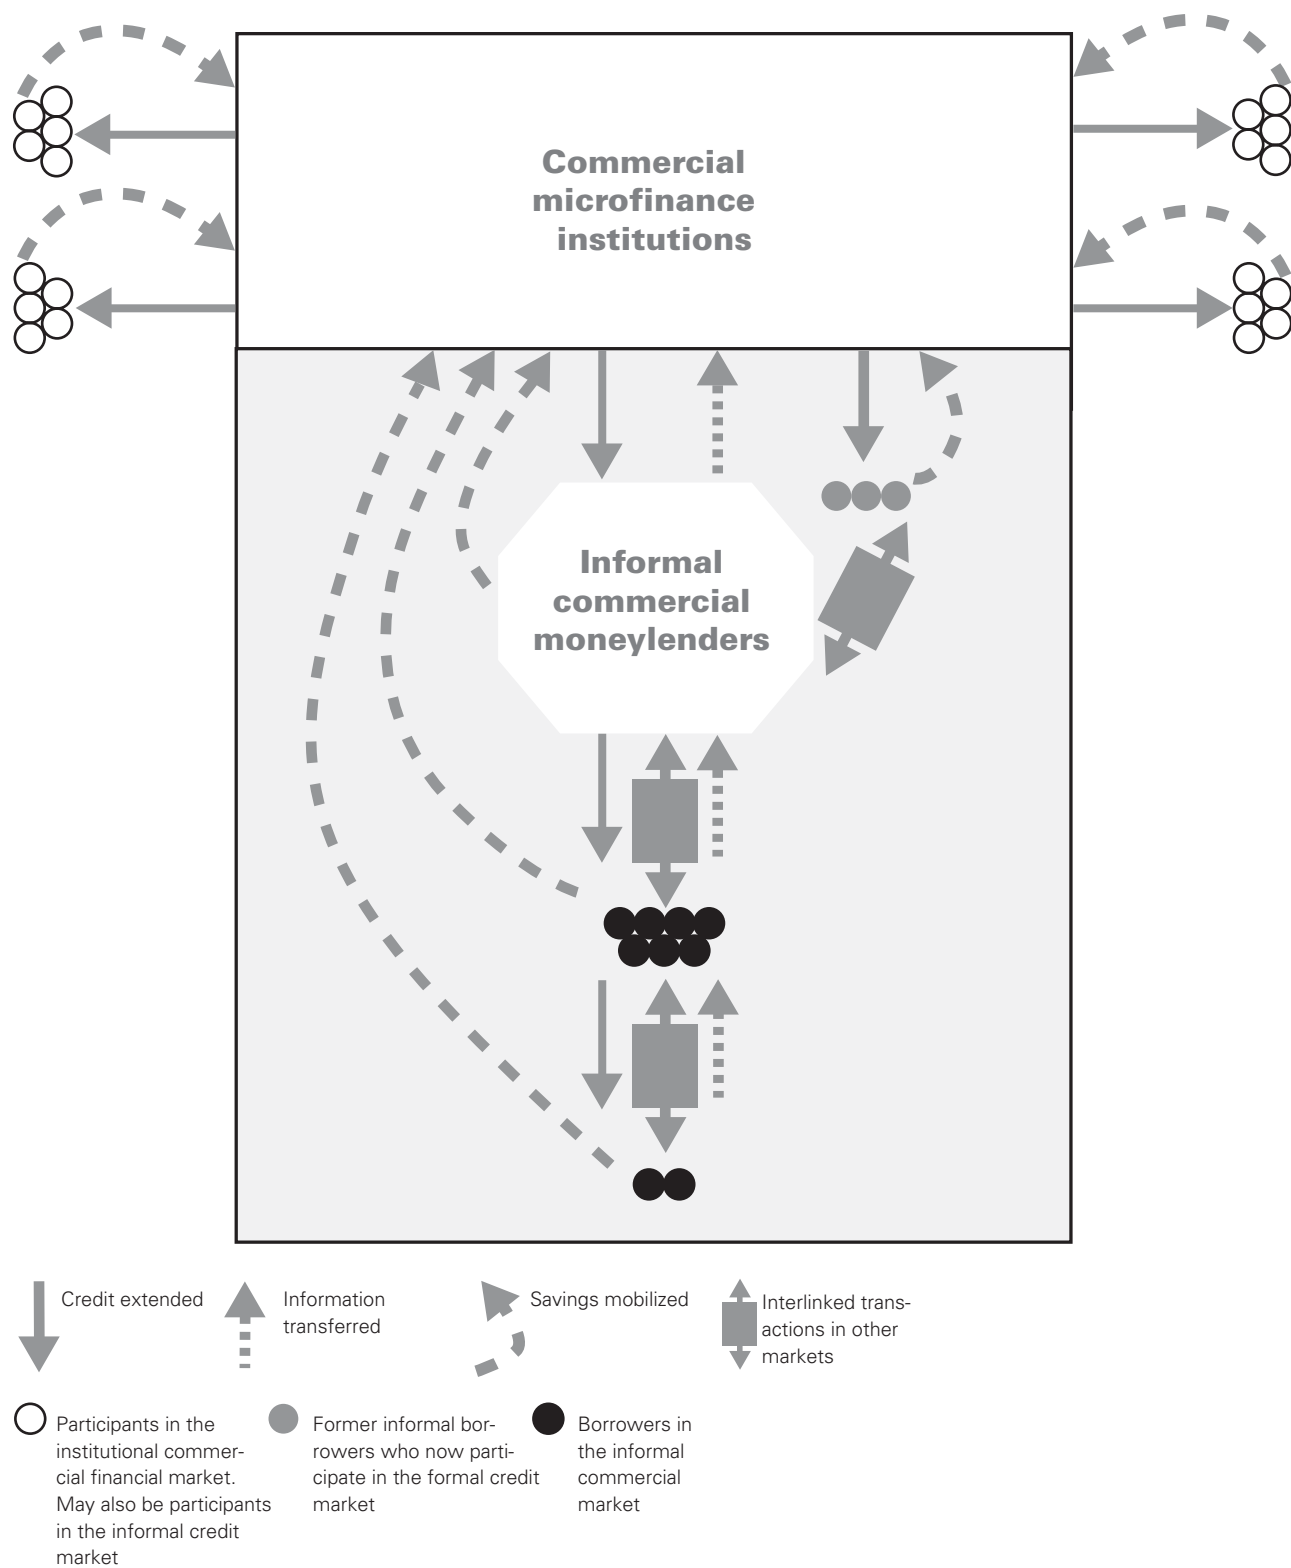 Commercial
microfinance
institutions
Informal
commercial
moneylenders
Credit extended
Information
transferred
Savings mobilized
Interlinked trans-
actions in other
markets
Participants in the
institutional commer-
cial financial market.
May also be participants
in the informal credit
market
Former informal bor-
rowers who now parti-
cipate in the formal credit
market
Borrowers in
the informal
commercial
market